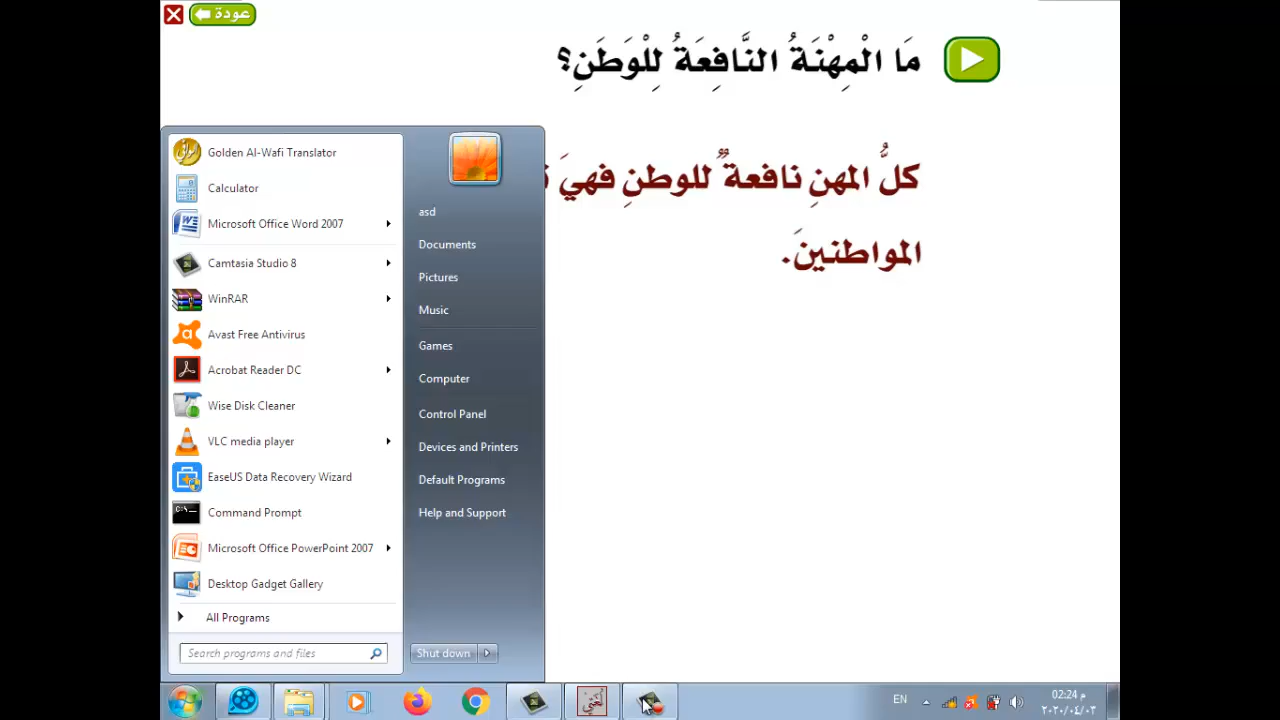 عودة
مَا الْمِهْنَةُ النَّافِعَةُ لِلْوَطَنِ؟
كلُّ المهنِ نافعةٌ للوطنِ فهيَ
المواطنينَ.
Golden Al-Wafi Translator
Calculator
Microsoft Office Word 2007
Camtasia Studio 8
WinRAR
Avast Free Antivirus
Acrobat Reader DC
Wise Disk Cleaner
VLC media player
EaseUS Data Recovery Wizard
Command Prompt
Microsoft Office PowerPoint 2007
Desktop Gadget Gallery
All Programs
Search programs and files
asd
Documents
Pictures
Music
Games
Computer
Control Panel
Devices and Printers
Default Programs
Help and Support
Shut down
لغتي
EN
02:24 م
٢٠٢٠/٠٤/٠٣